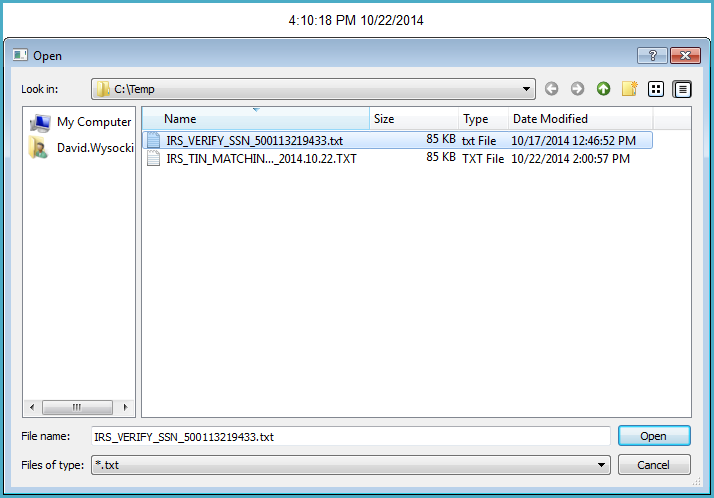 4:10:18 PM 10/22/2014
Open
?
Look in: C:\Temp
My Computer
David.Wysocki
Name Size Type Date Modified
IRS_VERIFY_SSN_500113219433.txt 85 KB txt File 10/17/2014 12:46:52 PM
IRS_TIN_MATCHIN..._2014.10.22.TXT 85 KB TXT File 10/22/2014 2:00:57 PM
File name: IRS_VERIFY_SSN_500113219433.txt Open
Files of type: *.txt Cancel